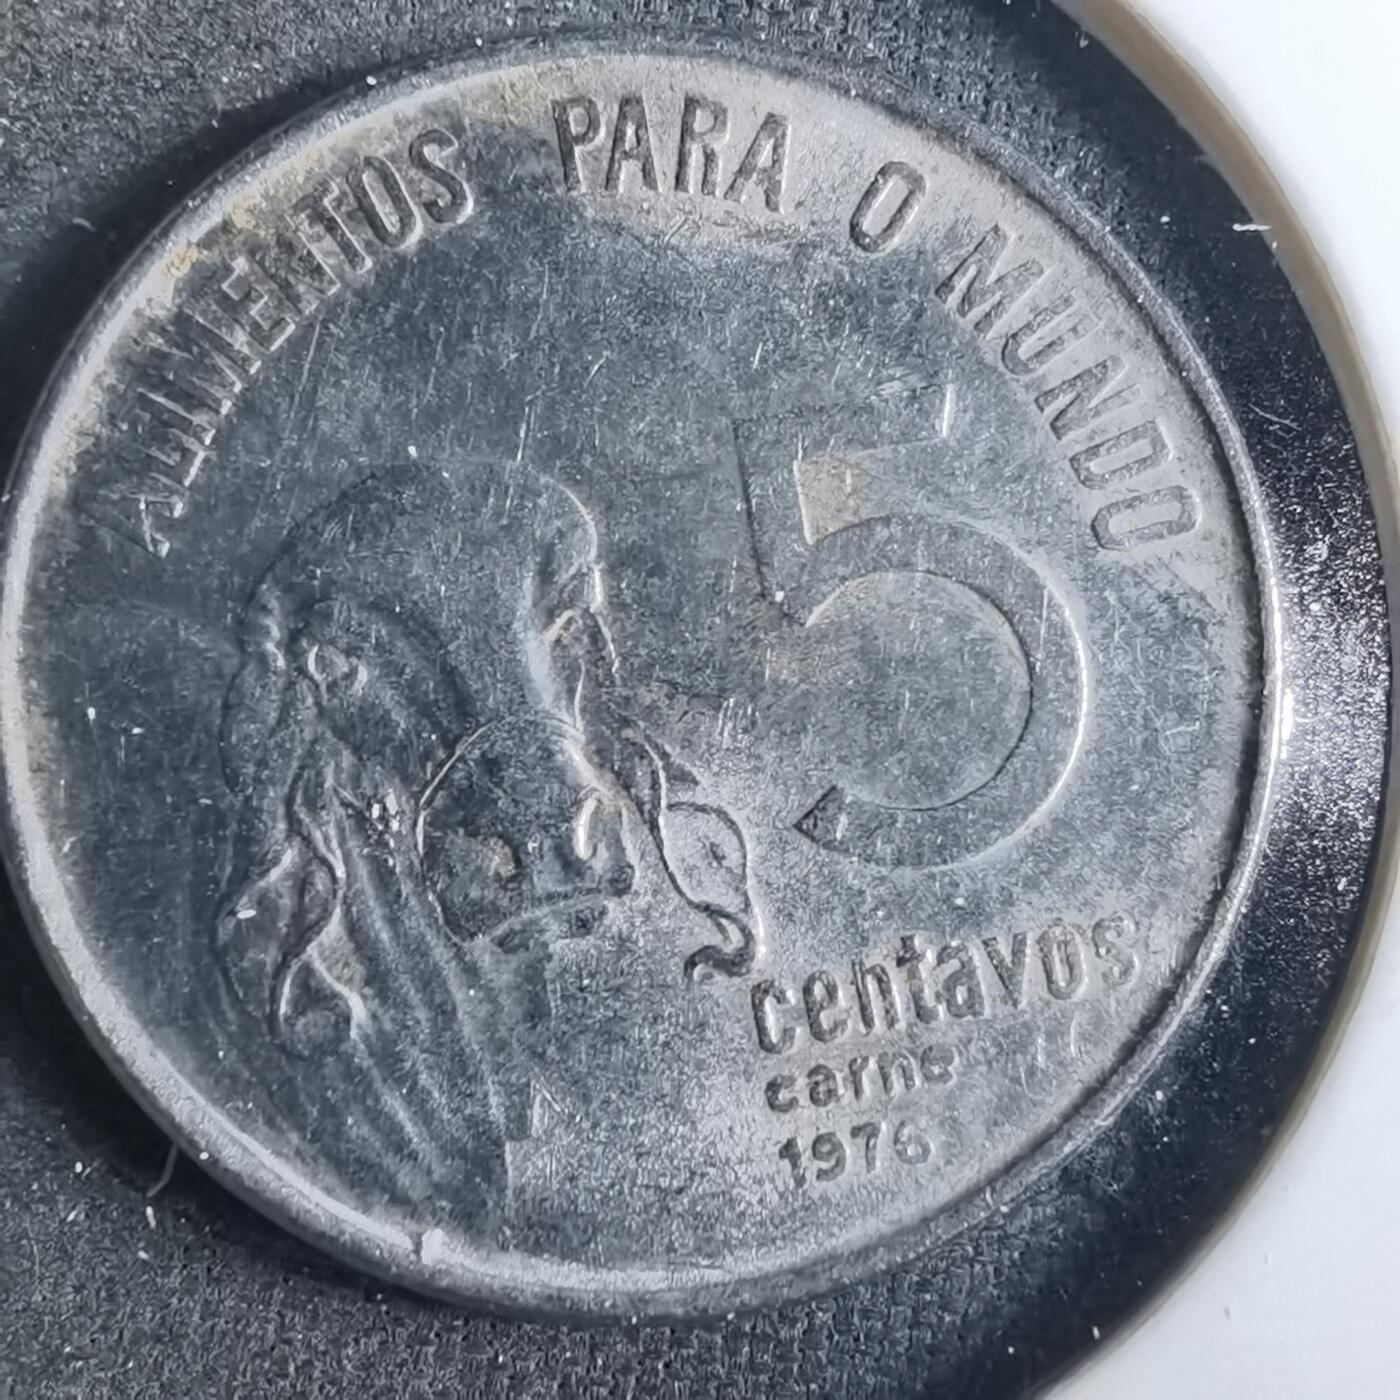 ALIMENTOS PARA O MUNDO
5
centavos
carne
1976